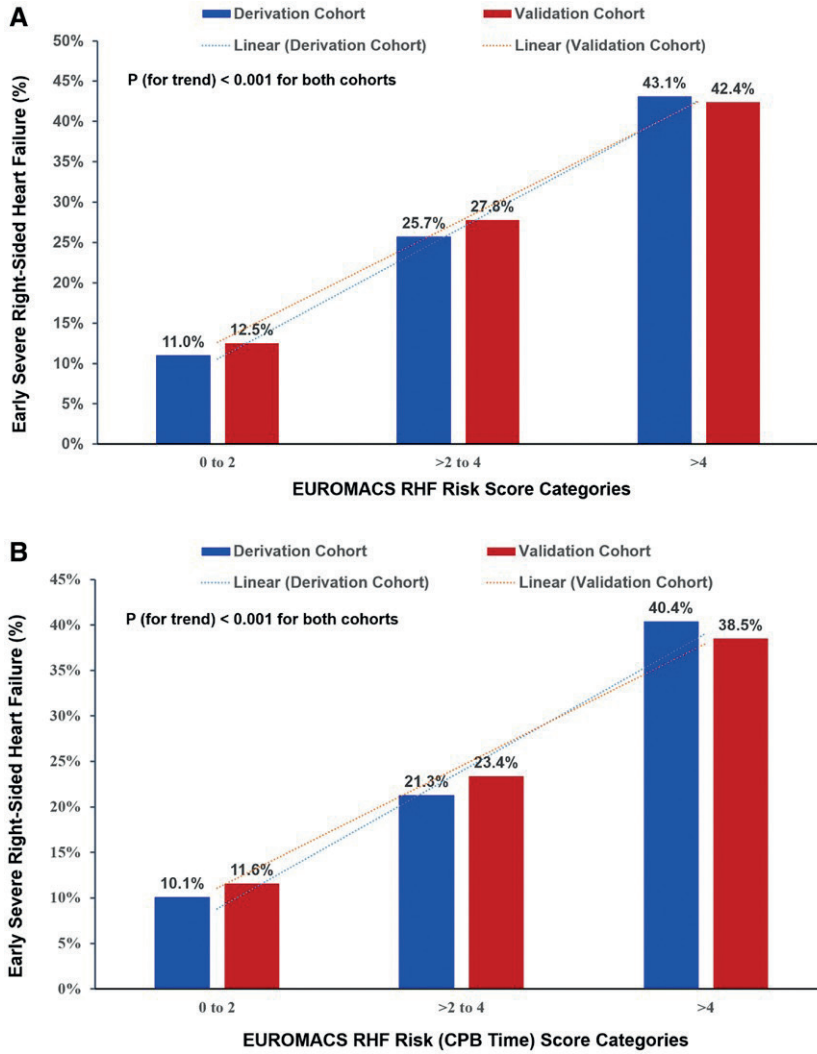 A
Derivation Cohort
Validation Cohort
Linear (Derivation Cohort)
Linear (Validation Cohort)
P (for trend) < 0.001 for both cohorts
Early Severe Right-Sided Heart Failure (%)
50%
45%
40%
35%
30%
25%
20%
15%
10%
5%
0%
11.0%
12.5%
25.7%
27.8%
43.1%
42.4%
0 to 2
>2 to 4
>4
EUROMACS RHF Risk Score Categories
B
Derivation Cohort
Validation Cohort
Linear (Derivation Cohort)
Linear (Validation Cohort)
P (for trend) < 0.001 for both cohorts
Early Severe Right-Sided Heart Failure (%)
45%
40%
35%
30%
25%
20%
15%
10%
5%
0%
10.1%
11.6%
21.3%
23.4%
40.4%
38.5%
0 to 2
>2 to 4
>4
EUROMACS RHF Risk (CPB Time) Score Categories